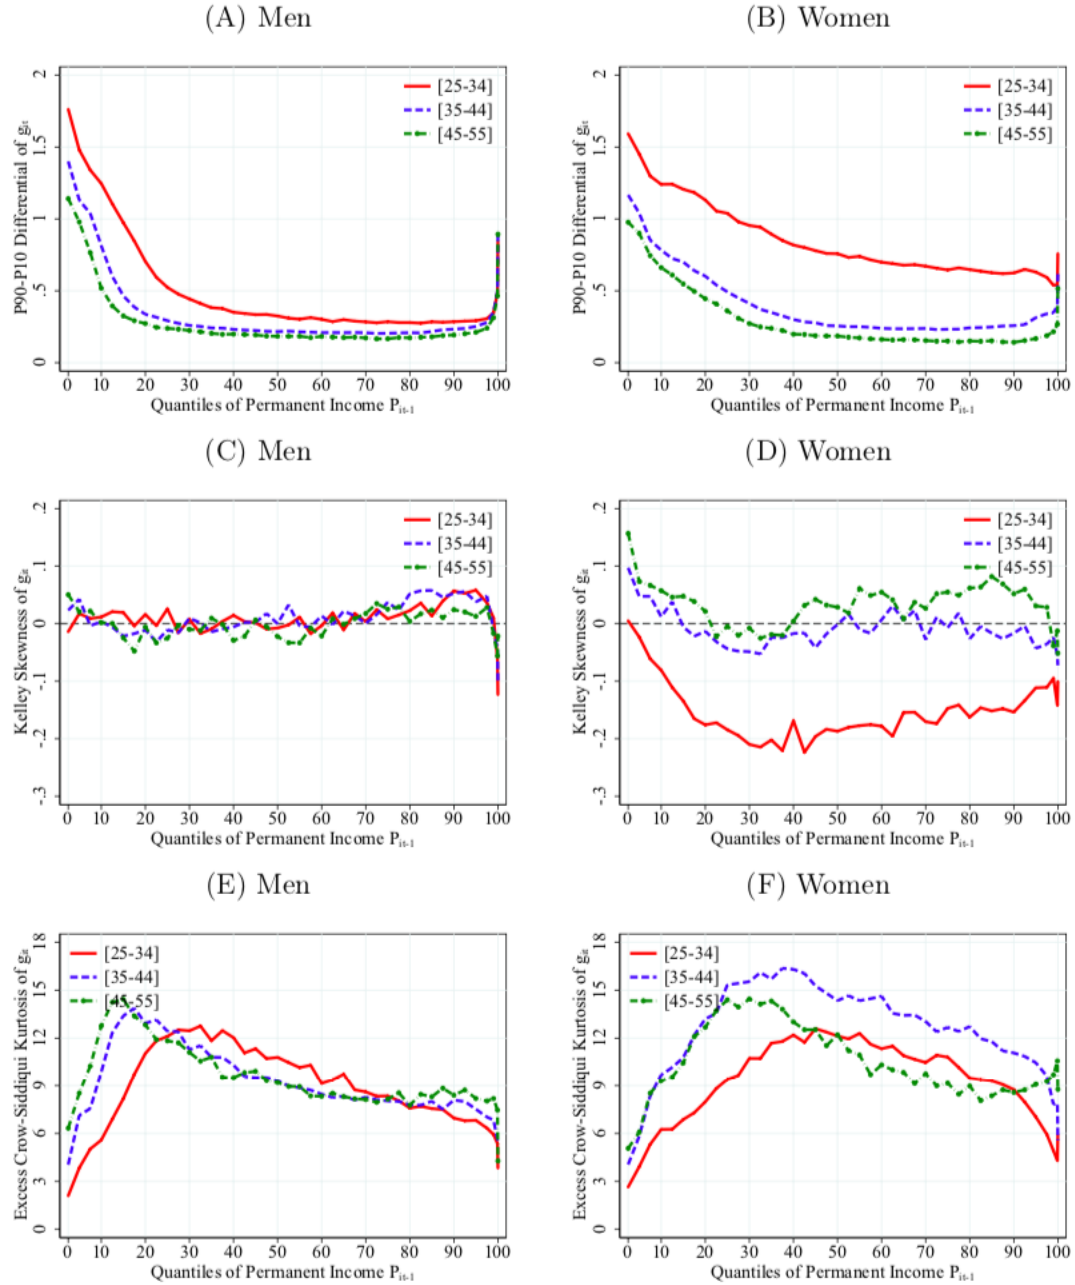 (A) Men
P90-P10 Differential of gᵢₜ
2
1.5
1
.5
0
[25-34]
[35-44]
[45-55]
0 10 20 30 40 50 60 70 80 90 100
Quantiles of Permanent Income Pᵢₜ₋₁
(B) Women
P90-P10 Differential of gᵢₜ
2
1.5
1
.5
0
[25-34]
[35-44]
[45-55]
0 10 20 30 40 50 60 70 80 90 100
Quantiles of Permanent Income Pᵢₜ₋₁
(C) Men
Kelley Skewness of gᵢₜ
.2
.1
0
-.1
-.2
-.3
[25-34]
[35-44]
[45-55]
0 10 20 30 40 50 60 70 80 90 100
Quantiles of Permanent Income Pᵢₜ₋₁
(D) Women
Kelley Skewness of gᵢₜ
.2
.1
0
-.1
-.2
-.3
[25-34]
[35-44]
[45-55]
0 10 20 30 40 50 60 70 80 90 100
Quantiles of Permanent Income Pᵢₜ₋₁
(E) Men
Excess Crow-Siddiqui Kurtosis of gᵢₜ
18
15
12
9
6
3
0
[25-34]
[35-44]
[45-55]
0 10 20 30 40 50 60 70 80 90 100
Quantiles of Permanent Income Pᵢₜ₋₁
(F) Women
Excess Crow-Siddiqui Kurtosis of gᵢₜ
18
15
12
9
6
3
0
[25-34]
[35-44]
[45-55]
0 10 20 30 40 50 60 70 80 90 100
Quantiles of Permanent Income Pᵢₜ₋₁